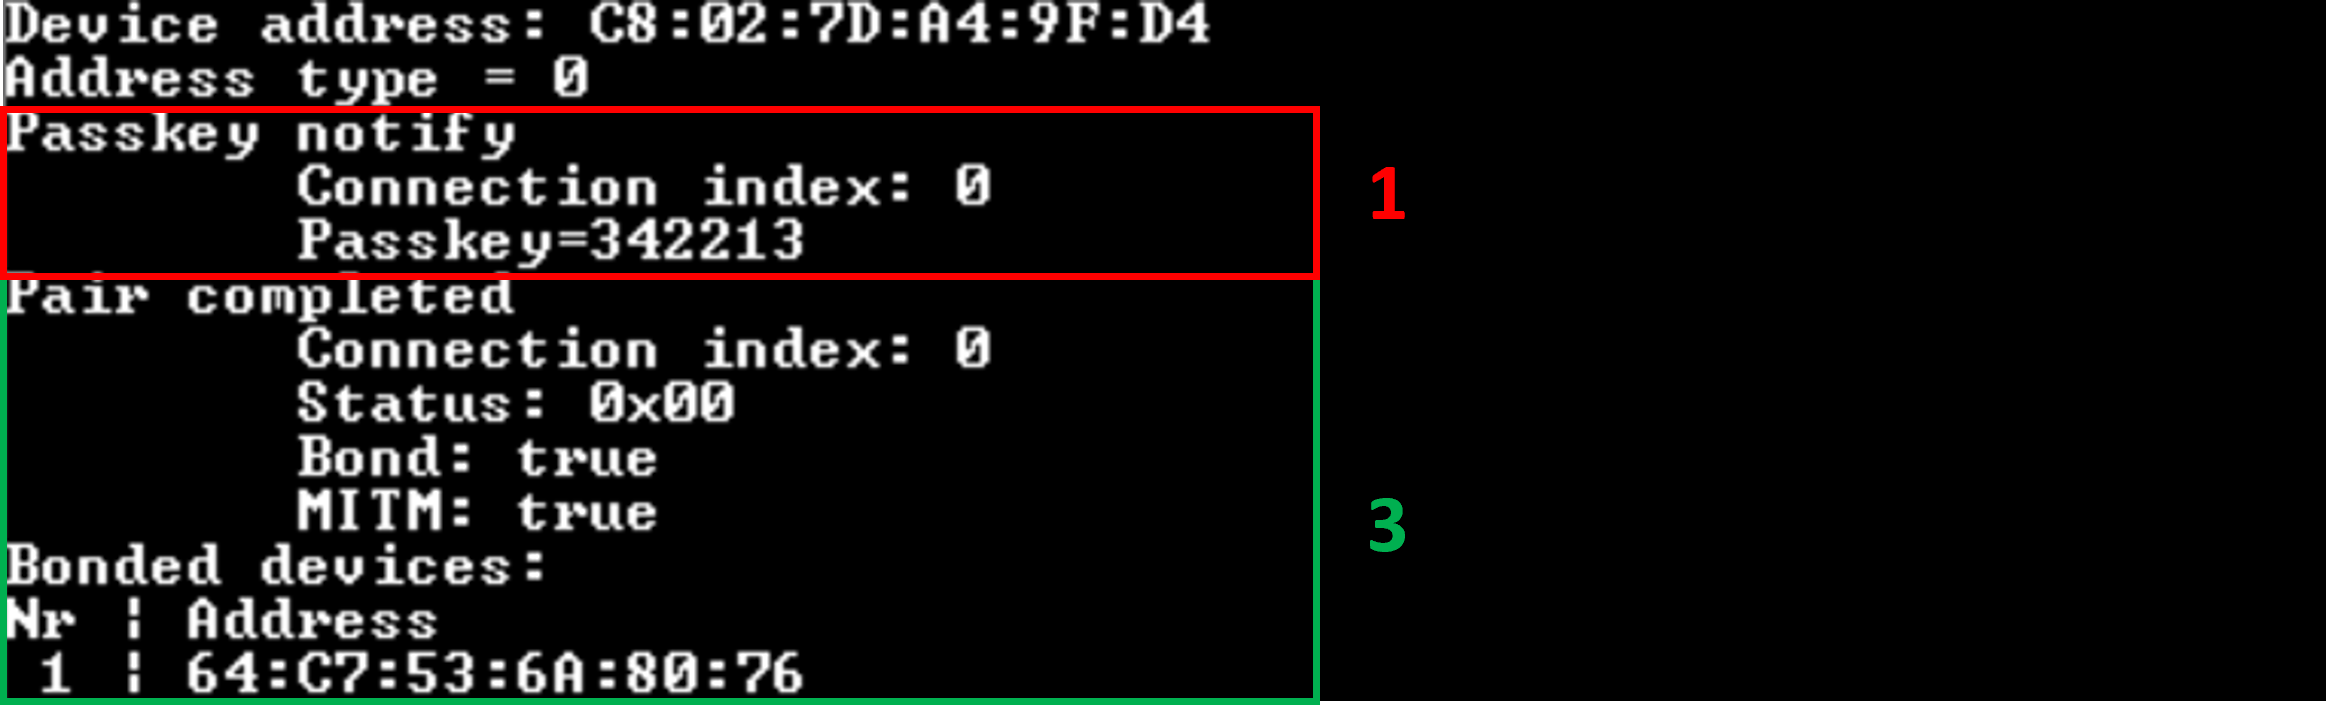 Device address: C8:02:7D:A4:9F:D4
Address type = 0
Passkey notify
Connection index: 0
1
Passkey=342213
Pair completed
Connection index: 0
Status: 0x00
Bond: true
MITM: true
3
Bonded devices:
Nr ¦ Address
1 ¦ 64:C7:53:6A:80:76